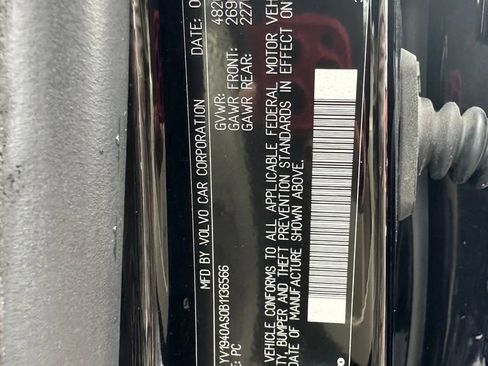 MFD BY VOLVO CAR CORPORATION DATE: 0
GVWR: 482
GAWR FRONT: 269
GAWR REAR: 227
VEHICLE CONFORMS TO ALL APPLICABLE FEDERAL MOTOR VEH
TY, BUMPER AND THEFT PREVENTION STANDARDS IN EFFECT ON
DATE OF MANUFACTURE SHOWN ABOVE.
YV1940AS0B1136566
E: PC